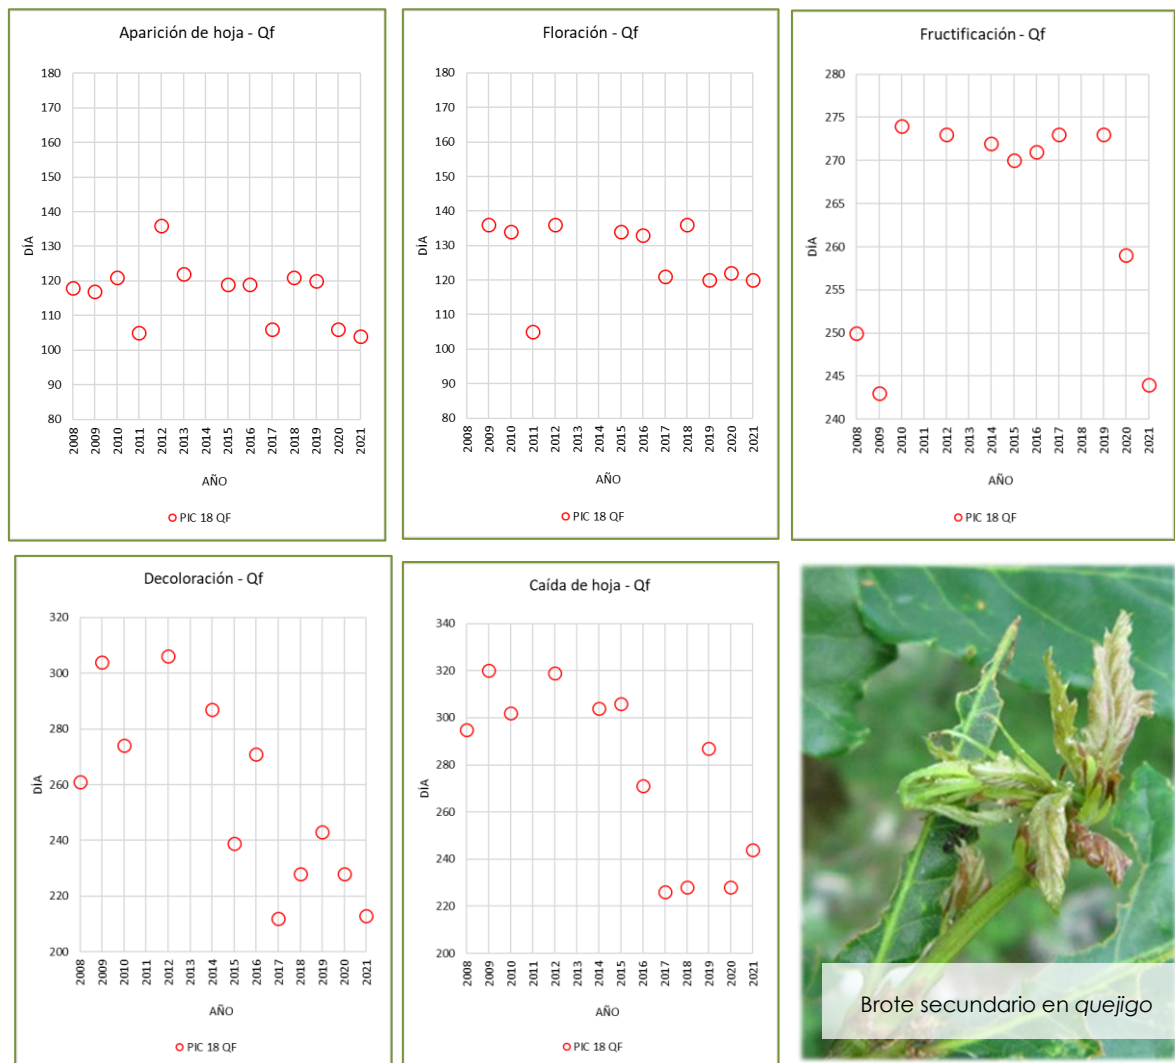 Aparición de hoja - Qf
180
170
160
150
140
130
120
110
100
90
80
DÍA
2008 2009 2010 2011 2012 2013 2014 2015 2016 2017 2018 2019 2020 2021
AÑO
PIC 18 QF
Floración - Qf
180
170
160
150
140
130
120
110
100
90
80
DÍA
2008 2009 2010 2011 2012 2013 2014 2015 2016 2017 2018 2019 2020 2021
AÑO
PIC 18 QF
Fructificación - Qf
280
275
270
265
260
255
250
245
240
DÍA
2008 2009 2010 2011 2012 2013 2014 2015 2016 2017 2018 2019 2020 2021
AÑO
PIC 18 QF
Decoloración - Qf
320
300
280
260
240
220
200
DÍA
2008 2009 2010 2011 2012 2013 2014 2015 2016 2017 2018 2019 2020 2021
AÑO
PIC 18 QF
Caída de hoja - Qf
340
320
300
280
260
240
220
200
DÍA
2008 2009 2010 2011 2012 2013 2014 2015 2016 2017 2018 2019 2020 2021
AÑO
PIC 18 QF
Brote secundario en quejigo